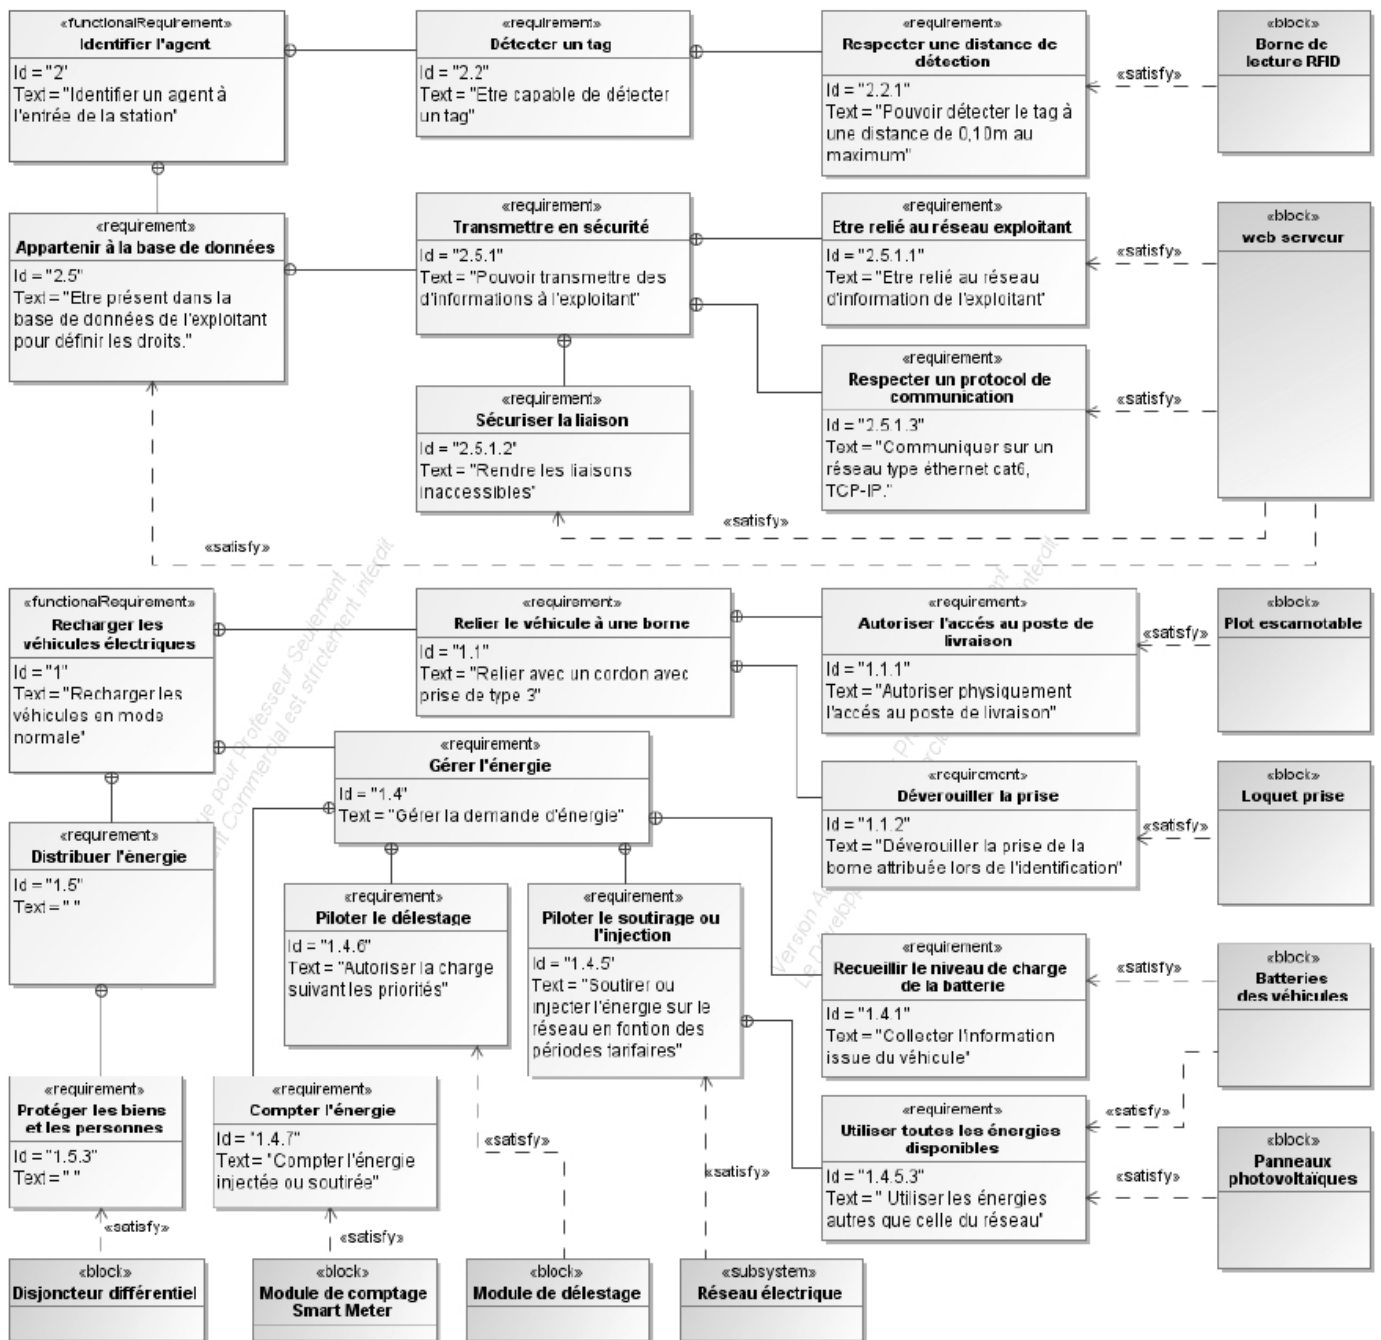 «functionalRequirement»
Identifier l'agent
Id = "2"
Text = "Identifier un agent à
l'entrée de la station"
«requirement»
Détecter un tag
Id = "2.2"
Text = "Etre capable de détecter
un tag"
«requirement»
Respecter une distance de
détection
Id = "2.2.1"
Text = "Pouvoir détecter le tag à
une distance de 0,10m au
maximum"
«satisfy»
«block»
Borne de
lecture RFID
«requirement»
Appartenir à la base de données
Id = "2.5"
Text = "Etre présent dans la
base de données de l'exploitant
pour définir les droits."
«requirement»
Transmettre en sécurité
Id = "2.5.1"
Text = "Pouvoir transmettre des
d'informations à l'exploitant"
«requirement»
Etre relié au réseau exploitant
Id = "2.5.1.1"
Text = "Etre relié au réseau
d'information de l'exploitant"
«satisfy»
«block»
web serveur
«requirement»
Sécuriser la liaison
Id = "2.5.1.2"
Text = "Rendre les liaisons
inaccessibles"
«requirement»
Respecter un protocol de
communication
Id = "2.5.1.3"
Text = "Communiquer sur un
réseau type éthernet cat6,
TCP-IP."
«satisfy»
«satisfy»
«satisfy»
«functionalRequirement»
Recharger les
véhicules électriques
Id = "1"
Text = "Recharger les
véhicules en mode
normale"
«requirement»
Relier le véhicule à une borne
Id = "1.1"
Text = "Relier avec un cordon avec
prise de type 3"
«requirement»
Autoriser l'accés au poste de
livraison
Id = "1.1.1"
Text = "Autoriser physiquement
l'accés au poste de livraison"
«satisfy»
«block»
Plot escamotable
«requirement»
Gérer l'énergie
Id = "1.4"
Text = "Gérer la demande d'énergie"
«requirement»
Déverouiller la prise
Id = "1.1.2"
Text = "Déverouiller la prise de la
borne attribuée lors de l'identification"
«satisfy»
«block»
Loquet prise
«requirement»
Distribuer l'énergie
Id = "1.5"
Text = " "
«requirement»
Piloter le délestage
Id = "1.4.6"
Text = "Autoriser la charge
suivant les priorités"
«requirement»
Piloter le soutirage ou
l'injection
Id = "1.4.5"
Text = "Soutirer ou
injecter l'énergie sur le
réseau en fontion des
périodes tarifaires"
«requirement»
Recueillir le niveau de charge
de la batterie
Id = "1.4.1"
Text = "Collecter l'information
issue du véhicule"
«satisfy»
«block»
Batteries
des véhicules
«requirement»
Protéger les biens
et les personnes
Id = "1.5.3"
Text = " "
«requirement»
Compter l'énergie
Id = "1.4.7"
Text = "Compter l'énergie
injectée ou soutirée"
«satisfy»
«satisfy»
«requirement»
Utiliser toutes les énergies
disponibles
Id = "1.4.5.3"
Text = " Utiliser les énergies
autres que celle du réseau"
«satisfy»
«satisfy»
«block»
Panneaux
photovoltaïques
«satisfy»
«satisfy»
«block»
Disjoncteur différentiel
«block»
Module de comptage
Smart Meter
«block»
Module de délestage
«subsystem»
Réseau électrique